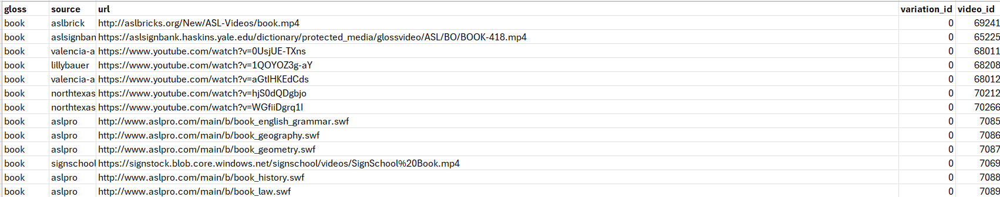 gloss source url variation_id video_id
book aslbrick http://aslbricks.org/New/ASL-Videos/book.mp4 0 69241
book aslsignban https://aslsignbank.haskins.yale.edu/dictionary/protected_media/glossvideo/ASL/BO/BOOK-418.mp4 0 65225
book valencia-a https://www.youtube.com/watch?v=0UsjUE-TXns 0 68011
book lillybauer https://www.youtube.com/watch?v=1QOYOZ3g-aY 0 68208
book valencia-a https://www.youtube.com/watch?v=aGtIHKEdCds 0 68012
book northtexas https://www.youtube.com/watch?v=hjS0dQDgbjo 0 70212
book northtexas https://www.youtube.com/watch?v=WGfiiDgrq1I 0 70266
book aslpro http://www.aslpro.com/main/b/book_english_grammar.swf 0 7085
book aslpro http://www.aslpro.com/main/b/book_geography.swf 0 7086
book aslpro http://www.aslpro.com/main/b/book_geometry.swf 0 7087
book signschool https://signstock.blob.core.windows.net/signschool/videos/SignSchool%20Book.mp4 0 7069
book aslpro http://www.aslpro.com/main/b/book_history.swf 0 7088
book aslpro http://www.aslpro.com/main/b/book_law.swf 0 7089